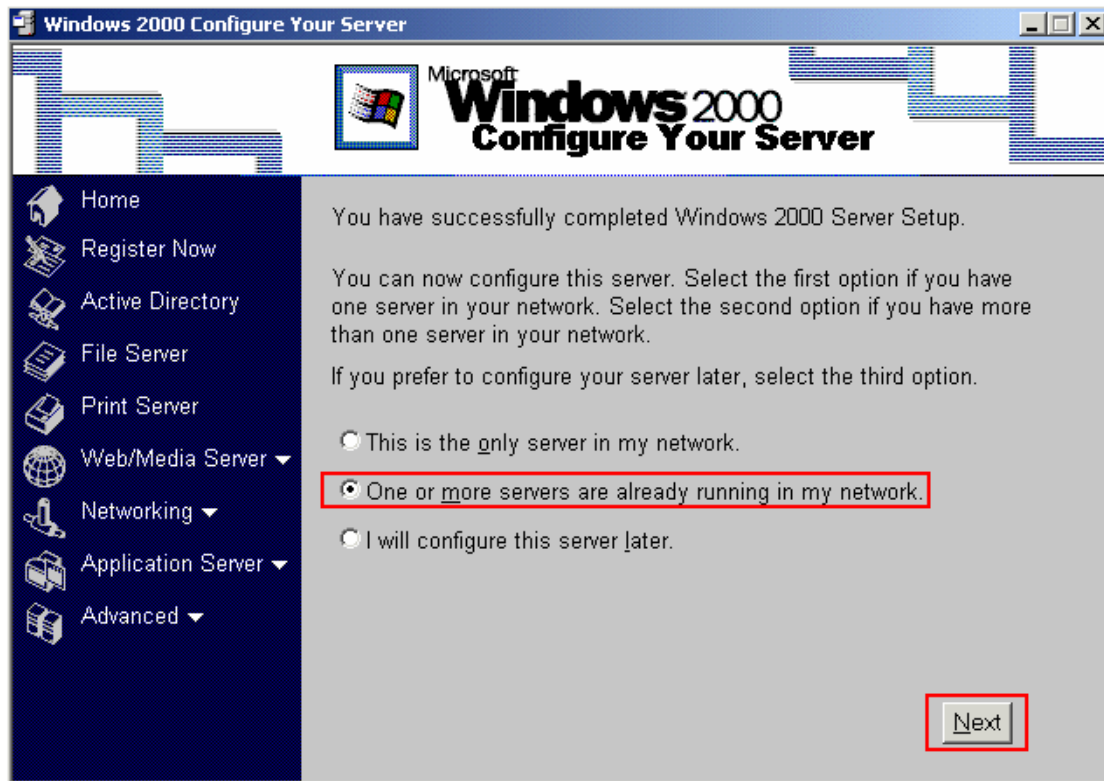 Windows 2000 Configure Your Server
Microsoft
Windows 2000
Configure Your Server
Home
Register Now
Active Directory
File Server
Print Server
Web/Media Server
Networking
Application Server
Advanced
You have successfully completed Windows 2000 Server Setup.
You can now configure this server. Select the first option if you have
one server in your network. Select the second option if you have more
than one server in your network.
If you prefer to configure your server later, select the third option.
This is the only server in my network.
One or more servers are already running in my network.
I will configure this server later.
Next